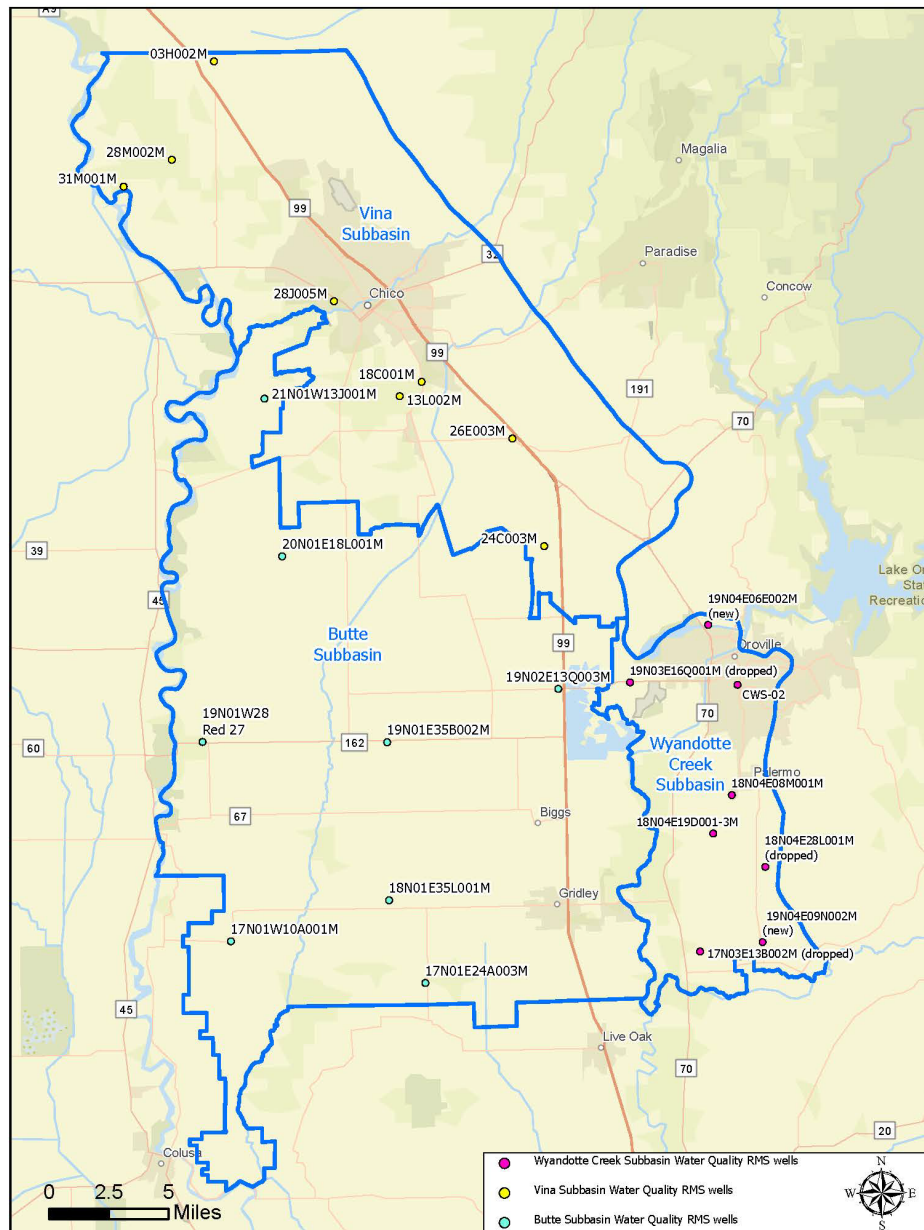 A9
03H002M
28M002M
31M001M
Magalia
99
Vina
Subbasin
Paradise
32
Concow
28J005M
Chico
99
18C001M
191
21N01W13J001M
13L002M
70
26E003M
20N01E18L001M
24C003M
39
Lake
State
Recreation
45
19N04E06E002M
(new)
Butte
Subbasin
99
Oroville
19N03E16Q001M (dropped)
19N02E13Q003M
CWS-02
19N01W28
Red 27
70
60
162
19N01E35B002M
Wyandotte
Creek
Subbasin
Palermo
18N04E08M001M
67
Biggs
18N04E19D001-3M
18N04E28L001M
(dropped)
18N01E35L001M
Gridley
19N04E09N002M
(new)
17N01W10A001M
17N03E13B002M (dropped)
17N01E24A003M
45
Live Oak
70
20
Colusa
0 2.5 5
Miles
Wyandotte Creek Subbasin Water Quality RMS wells
Vina Subbasin Water Quality RMS wells
Butte Subbasin Water Quality RMS wells
N
W E
S